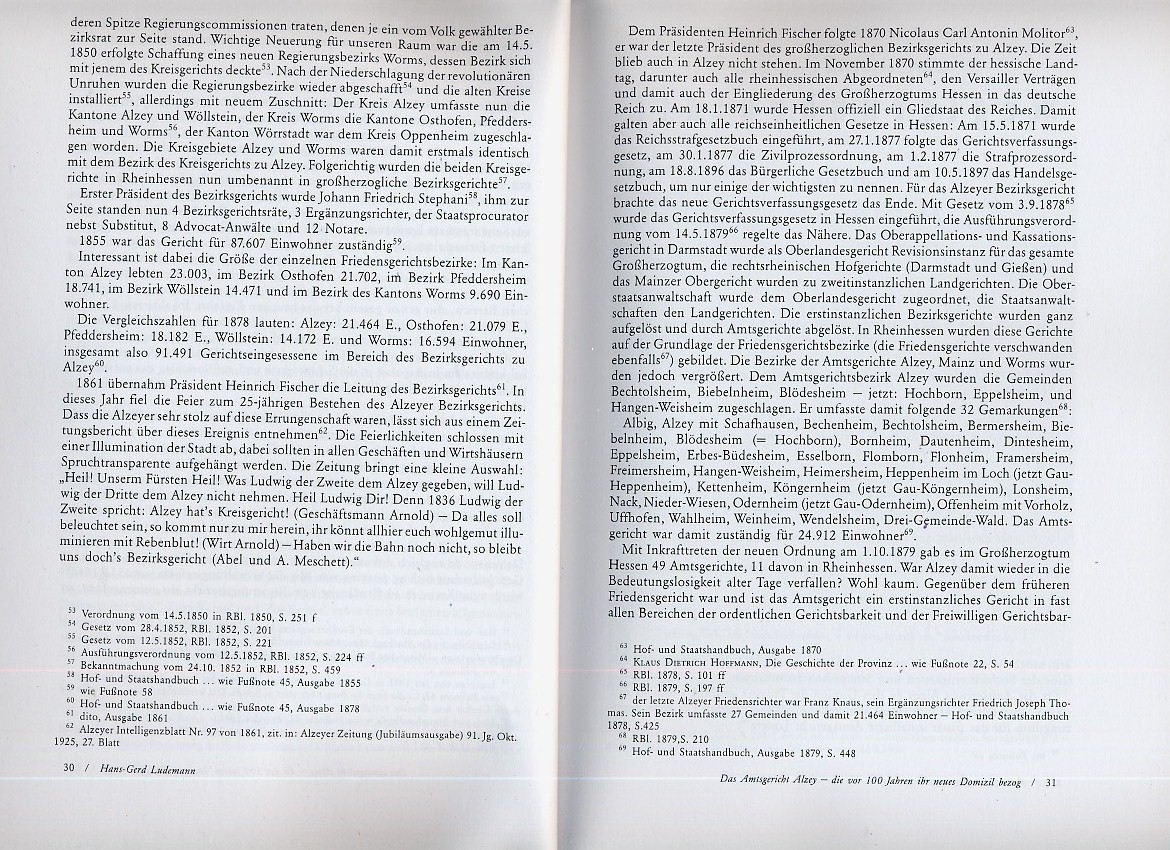 deren Spitze Regierungscommissionen traten, denen je ein vom Volk gewählter Be-
zirksrat zur Seite stand. Wichtige Neuerung für unseren Raum war die am 14.5.
1850 erfolgte Schaffung eines neuen Regierungsbezirks Worms, dessen Bezirk sich
mit jenem des Kreisgerichts deckte⁵³. Nach der Niederschlagung der revolutionären
Unruhen wurden die Regierungsbezirke wieder abgeschafft⁵⁴ und die alten Kreise
installiert⁵⁵, allerdings mit neuem Zuschnitt: Der Kreis Alzey umfasste nun die
Kantone Alzey und Wöllstein, der Kreis Worms die Kantone Osthofen, Pfedders-
heim und Worms⁵⁶, der Kanton Wörrstadt war dem Kreis Oppenheim zugeschla-
gen worden. Die Kreisgebiete Alzey und Worms waren damit erstmals identisch
mit dem Bezirk des Kreisgerichts zu Alzey. Folgerichtig wurden die beiden Kreisge-
richte in Rheinhessen nun umbenannt in großherzogliche Bezirksgerichte⁵⁷.
Erster Präsident des Bezirksgerichts wurde Johann Friedrich Stephani⁵⁸, ihm zur
Seite standen nun 4 Bezirksgerichtsräte, 3 Ergänzungsrichter, der Staatsprocurator
nebst Substitut, 8 Advocat-Anwälte und 12 Notare.
1855 war das Gericht für 87.607 Einwohner zuständig⁵⁹.
Interessant ist dabei die Größe der einzelnen Friedensgerichtsbezirke: Im Kan-
ton Alzey lebten 23.003, im Bezirk Osthofen 21.702, im Bezirk Pfeddersheim
18.741, im Bezirk Wöllstein 14.471 und im Bezirk des Kantons Worms 9.690 Ein-
wohner.
Die Vergleichszahlen für 1878 lauten: Alzey: 21.464 E., Osthofen: 21.079 E.,
Pfeddersheim: 18.182 E., Wöllstein: 14.172 E. und Worms: 16.594 Einwohner,
insgesamt also 91.491 Gerichtseingesessene im Bereich des Bezirksgerichts zu
Alzey⁶⁰.
1861 übernahm Präsident Heinrich Fischer die Leitung des Bezirksgerichts⁶¹. In
dieses Jahr fiel die Feier zum 25-jährigen Bestehen des Alzeyer Bezirksgerichts.
Dass die Alzeyer sehr stolz auf diese Errungenschaft waren, lässt sich aus einem Zei-
tungsbericht über dieses Ereignis entnehmen⁶². Die Feierlichkeiten schlossen mit
einer Illumination der Stadt ab, dabei sollten in allen Geschäften und Wirtshäusern
Spruchtransparente aufgehängt werden. Die Zeitung bringt eine kleine Auswahl:
„Heil! Unserm Fürsten Heil! Was Ludwig der Zweite dem Alzey gegeben, will Lud-
wig der Dritte dem Alzey nicht nehmen. Heil Ludwig Dir! Denn 1836 Ludwig der
Zweite spricht: Alzey hat's Kreisgericht! (Geschäftsmann Arnold) – Da alles soll
beleuchtet sein, so kommt nur zu mir herein, ihr könnt allhier euch wohlgemut illu-
minieren mit Rebenblut! (Wirt Arnold) – Haben wir die Bahn noch nicht, so bleibt
uns doch's Bezirksgericht (Abel und A. Meschett).“
⁵³ Verordnung vom 14.5.1850 in RBl. 1850, S. 251 f
⁵⁴ Gesetz vom 28.4.1852, RBl. 1852, S. 201
⁵⁵ Gesetz vom 12.5.1852, RBl. 1852, S. 221
⁵⁶ Ausführungsverordnung vom 12.5.1852, RBl. 1852, S. 224 ff
⁵⁷ Bekanntmachung vom 24.10. 1852 in RBl. 1852, S. 459
⁵⁸ Hof- und Staatshandbuch ... wie Fußnote 45, Ausgabe 1855
⁵⁹ wie Fußnote 58
⁶⁰ Hof- und Staatshandbuch ... wie Fußnote 45, Ausgabe 1878
⁶¹ dito, Ausgabe 1861
⁶² Alzeyer Intelligenzblatt Nr. 97 von 1861, zit. in: Alzeyer Zeitung (Jubiläumsausgabe) 91. Jg. Okt.
1925, 27. Blatt
30 / Hans-Gerd Ludemann
Dem Präsidenten Heinrich Fischer folgte 1870 Nicolaus Carl Antonin Molitor⁶³,
er war der letzte Präsident des großherzoglichen Bezirksgerichts zu Alzey. Die Zeit
blieb auch in Alzey nicht stehen. Im November 1870 stimmte der hessische Land-
tag, darunter auch alle rheinhessischen Abgeordneten⁶⁴, den Versailler Verträgen
und damit auch der Eingliederung des Großherzogtums Hessen in das deutsche
Reich zu. Am 18.1.1871 wurde Hessen offiziell ein Gliedstaat des Reiches. Damit
galten aber auch alle reichseinheitlichen Gesetze in Hessen: Am 15.5.1871 wurde
das Reichsstrafgesetzbuch eingeführt, am 27.1.1877 folgte das Gerichtsverfassungs-
gesetz, am 30.1.1877 die Zivilprozessordnung, am 1.2.1877 die Strafprozessord-
nung, am 18.8.1896 das Bürgerliche Gesetzbuch und am 10.5.1897 das Handelsge-
setzbuch, um nur einige der wichtigsten zu nennen. Für das Alzeyer Bezirksgericht
brachte das neue Gerichtsverfassungsgesetz das Ende. Mit Gesetz vom 3.9.1878⁶⁵
wurde das Gerichtsverfassungsgesetz in Hessen eingeführt, die Ausführungsverord-
nung vom 14.5.1879⁶⁶ regelte das Nähere. Das Oberappellations- und Kassations-
gericht in Darmstadt wurde als Oberlandesgericht Revisionsinstanz für das gesamte
Großherzogtum, die rechtsrheinischen Hofgerichte (Darmstadt und Gießen) und
das Mainzer Obergericht wurden zu zweitinstanzlichen Landgerichten. Die Ober-
staatsanwaltschaft wurde dem Oberlandesgericht zugeordnet, die Staatsanwalt-
schaften den Landgerichten. Die erstinstanzlichen Bezirksgerichte wurden ganz
aufgelöst und durch Amtsgerichte abgelöst. In Rheinhessen wurden diese Gerichte
auf der Grundlage der Friedensgerichtsbezirke (die Friedensgerichte verschwanden
ebenfalls⁶⁷) gebildet. Die Bezirke der Amtsgerichte Alzey, Mainz und Worms wur-
den jedoch vergrößert. Dem Amtsgerichtsbezirk Alzey wurden die Gemeinden
Bechtolsheim, Biebelnheim, Blödesheim – jetzt: Hochborn, Eppelsheim, und
Hangen-Weisheim zugeschlagen. Er umfasste damit folgende 32 Gemarkungen⁶⁸:
Albig, Alzey mit Schafhausen, Bechenheim, Bechtolsheim, Bermersheim, Bie-
belnheim, Blödesheim (= Hochborn), Bornheim, Dautenheim, Dintesheim,
Eppelsheim, Erbes-Büdesheim, Esselborn, Flomborn, Flonheim, Framersheim,
Freimersheim, Hangen-Weisheim, Heimersheim, Heppenheim im Loch (jetzt Gau-
Heppenheim), Kettenheim, Köngernheim (jetzt Gau-Köngernheim), Lonsheim,
Nack, Nieder-Wiesen, Odernheim (jetzt Gau-Odernheim), Offenheim mit Vorholz,
Uffhofen, Wahlheim, Weinheim, Wendelsheim, Drei-Gemeinde-Wald. Das Amts-
gericht war damit zuständig für 24.912 Einwohner⁶⁹.
Mit Inkrafttreten der neuen Ordnung am 1.10.1879 gab es im Großherzogtum
Hessen 49 Amtsgerichte, 11 davon in Rheinhessen. War Alzey damit wieder in die
Bedeutungslosigkeit alter Tage verfallen? Wohl kaum. Gegenüber dem früheren
Friedensgericht war und ist das Amtsgericht ein erstinstanzliches Gericht in fast
allen Bereichen der ordentlichen Gerichtsbarkeit und der Freiwilligen Gerichtsbar-
⁶³ Hof- und Staatshandbuch, Ausgabe 1870
⁶⁴ KLAUS DIETRICH HOFFMANN, Die Geschichte der Provinz ... wie Fußnote 22, S. 54
⁶⁵ RBl. 1878, S. 101 ff
⁶⁶ RBl. 1879, S. 197 ff
⁶⁷ der letzte Alzeyer Friedensrichter war Franz Knaus, sein Ergänzungsrichter Friedrich Joseph Tho-
mas. Sein Bezirk umfasste 27 Gemeinden und damit 21.464 Einwohner – Hof- und Staatshandbuch
1878, S.425
⁶⁸ RBl. 1879,S. 210
⁶⁹ Hof- und Staatshandbuch, Ausgabe 1879, S. 448
Das Amtsgericht Alzey – die vor 100 Jahren ihr neues Domizil bezog / 31